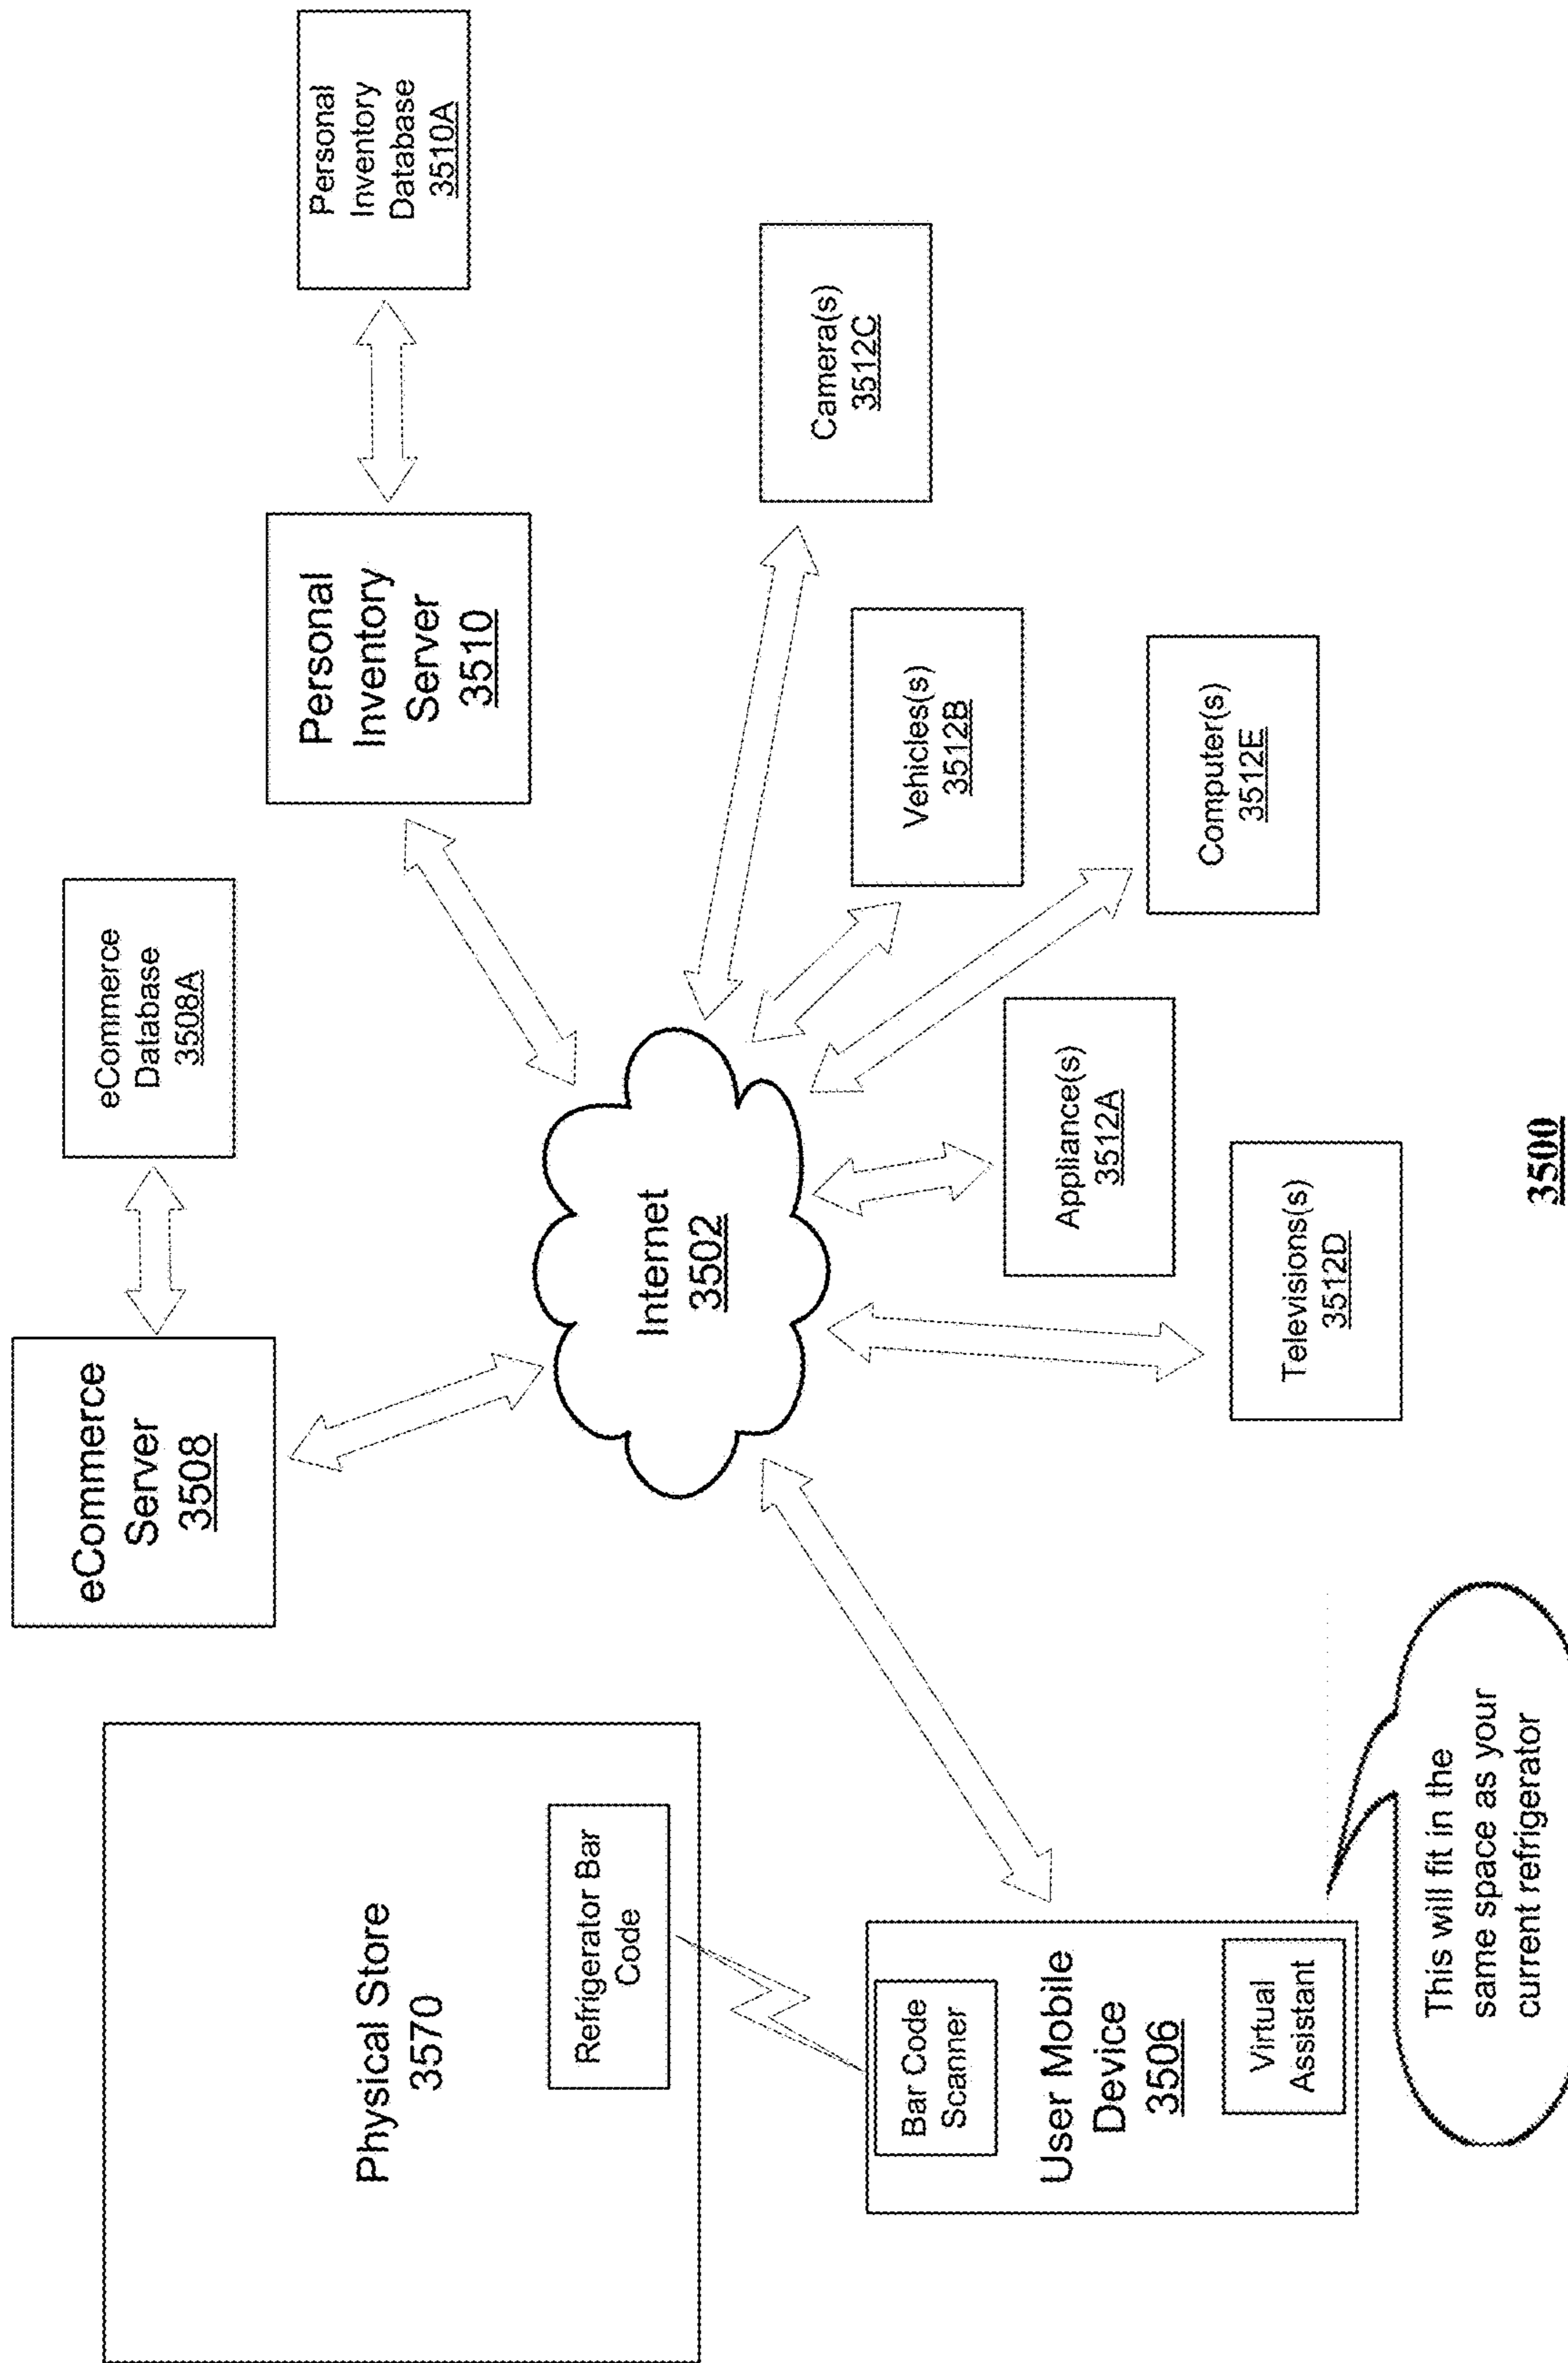 Physical Store
3570
Refrigerator Bar
Code
Bar Code
Scanner
User Mobile
Device
3506
Virtual
Assistant
This will fit in the
same space as your
current refrigerator
eCommerce
Server
3508
eCommerce
Database
3508A
Internet
3502
Personal
Inventory
Server
3510
Personal
Inventory
Database
3510A
Camera(s)
3512C
Vehicles(s)
3512B
Computer(s)
3512E
Appliance(s)
3512A
Televisions(s)
3512D
3500